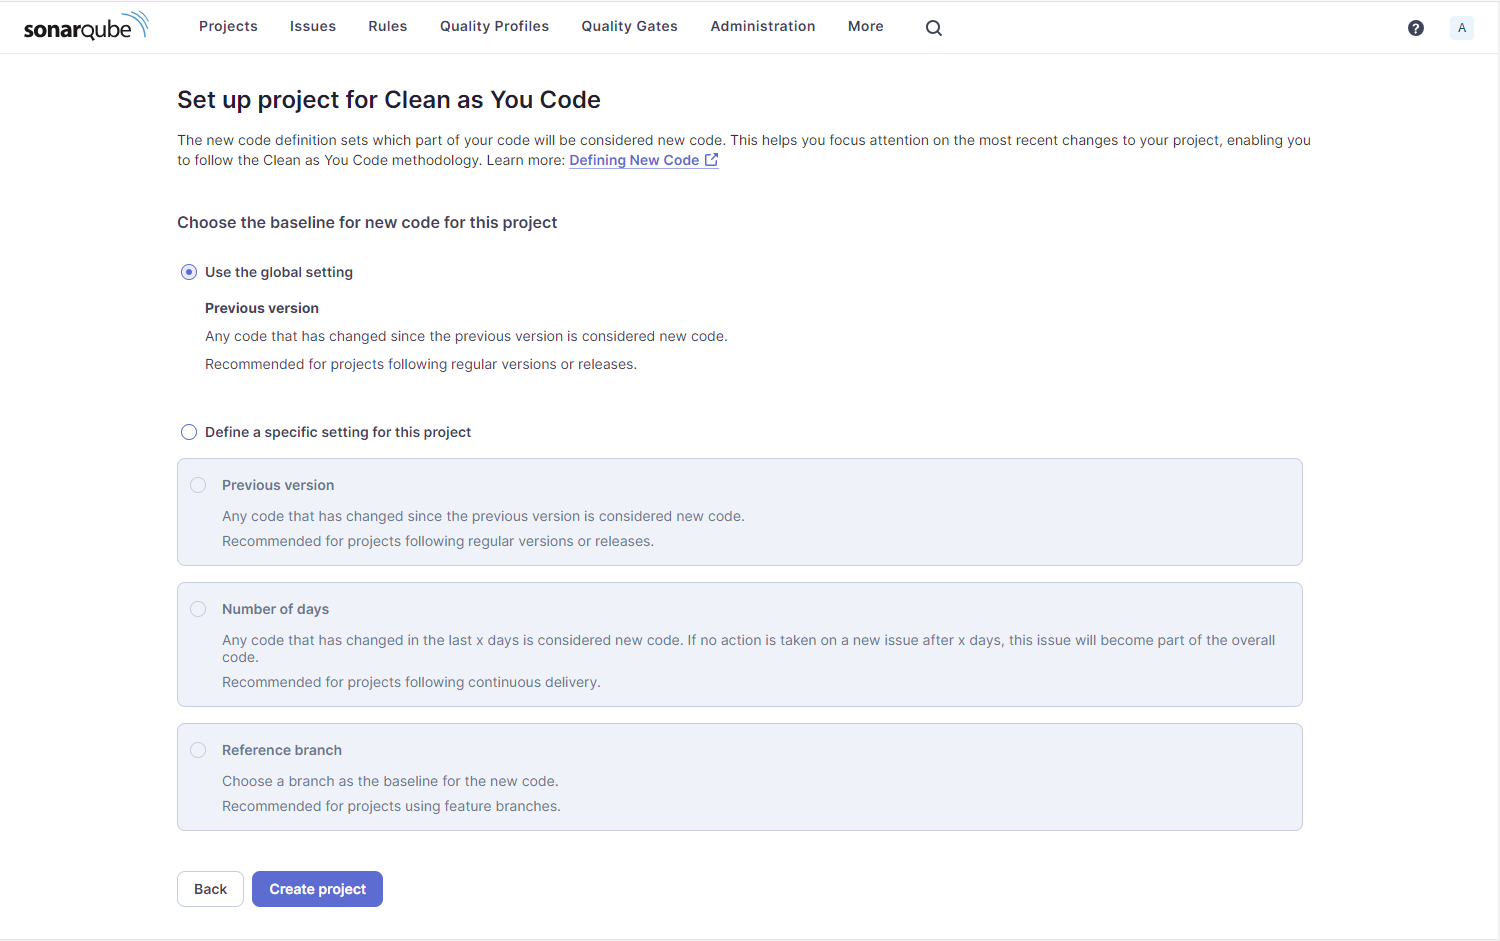 sonarqube
Projects Issues Rules Quality Profiles Quality Gates Administration More
? A
Set up project for Clean as You Code
The new code definition sets which part of your code will be considered new code. This helps you focus attention on the most recent changes to your project, enabling you
to follow the Clean as You Code methodology. Learn more: Defining New Code
Choose the baseline for new code for this project
Use the global setting
Previous version
Any code that has changed since the previous version is considered new code.
Recommended for projects following regular versions or releases.
Define a specific setting for this project
Previous version
Any code that has changed since the previous version is considered new code.
Recommended for projects following regular versions or releases.
Number of days
Any code that has changed in the last x days is considered new code. If no action is taken on a new issue after x days, this issue will become part of the overall
code.
Recommended for projects following continuous delivery.
Reference branch
Choose a branch as the baseline for the new code.
Recommended for projects using feature branches.
Back Create project